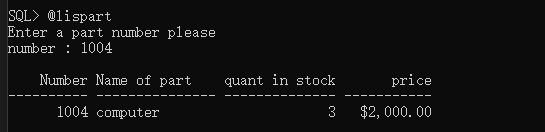 SQL> @lispart
Enter a part number please
number : 1004
Number Name of part quant in stock price
---------- --------------- -------------- -----------
1004 computer 3 $2,000.00